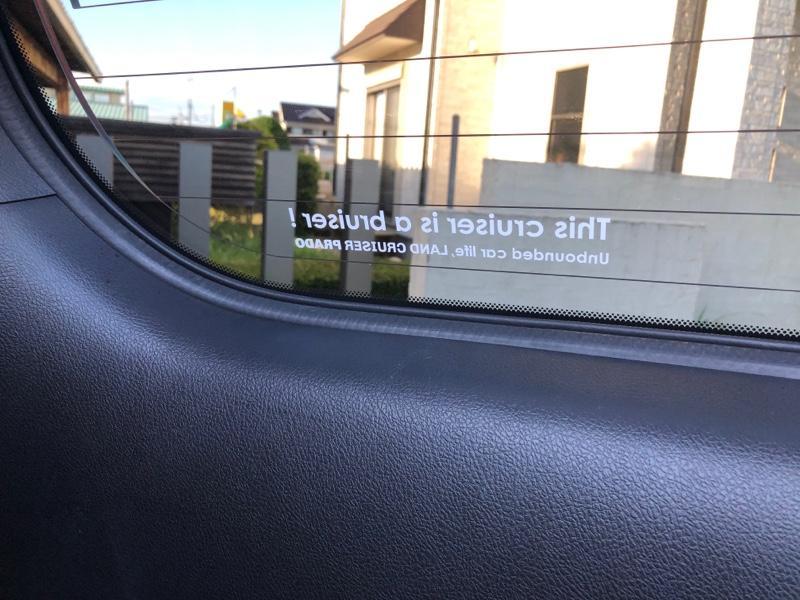 This cruiser is a bruiser!
Unbounded car life, LAND CRUISER PRADO